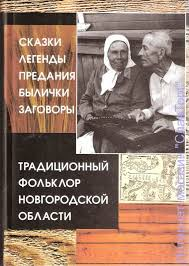 СКАЗКИ
ЛЕГЕНДЫ
ПРЕДАНИЯ
БЫЛИЧКИ
ЗАГОВОРЫ
ТРАДИЦИОННЫЙ
ФОЛЬКЛОР
НОВГОРОДСКОЙ
ОБЛАСТИ